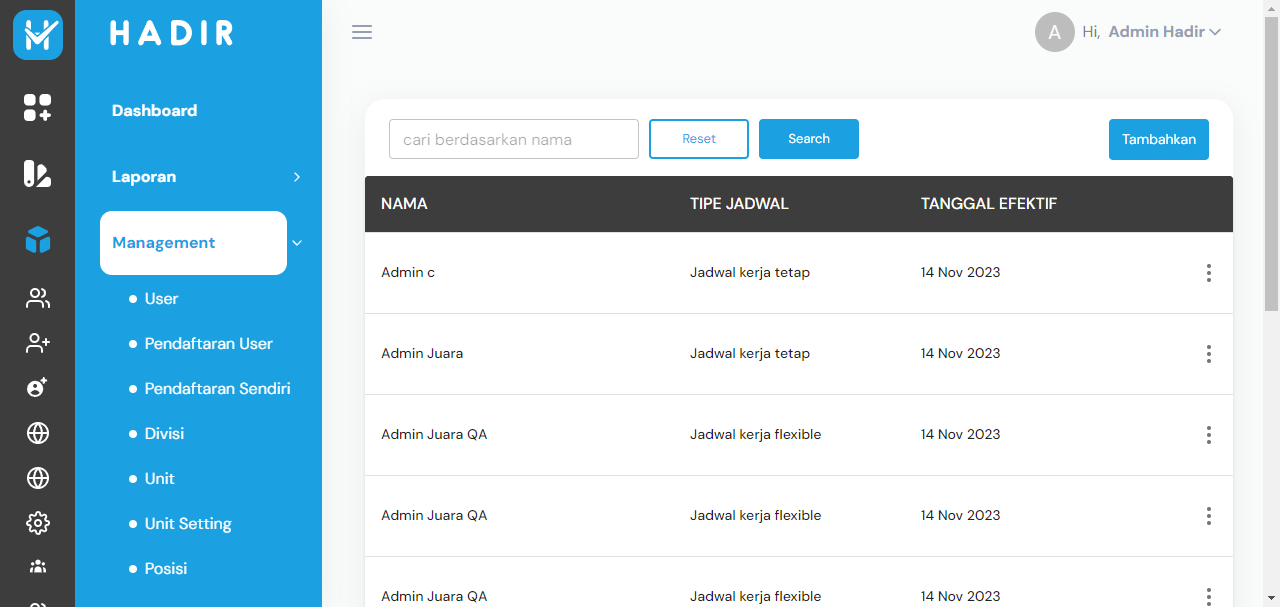 HADIR
A Hi, Admin Hadir
Dashboard
Laporan
Management
User
Pendaftaran User
Pendaftaran Sendiri
Divisi
Unit
Unit Setting
Posisi
cari berdasarkan nama Reset Search Tambahkan
NAMA TIPE JADWAL TANGGAL EFEKTIF
Admin c Jadwal kerja tetap 14 Nov 2023
Admin Juara Jadwal kerja tetap 14 Nov 2023
Admin Juara QA Jadwal kerja flexible 14 Nov 2023
Admin Juara QA Jadwal kerja flexible 14 Nov 2023
Admin Juara QA Jadwal kerja flexible 14 Nov 2023